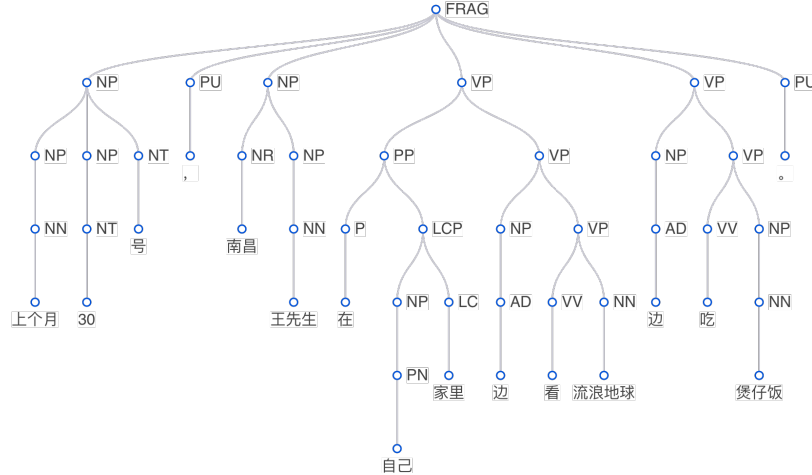 FRAG
NP PU NP VP VP PU
NP NP NT , NR NP PP VP NP VP 。
NN NT 号 南昌 NN P LCP NP VP AD VV NP
上个月 30 王先生 在 NP LC AD VV NN 边 吃 NN
PN 家里 边 看 流浪地球 煲仔饭
自己